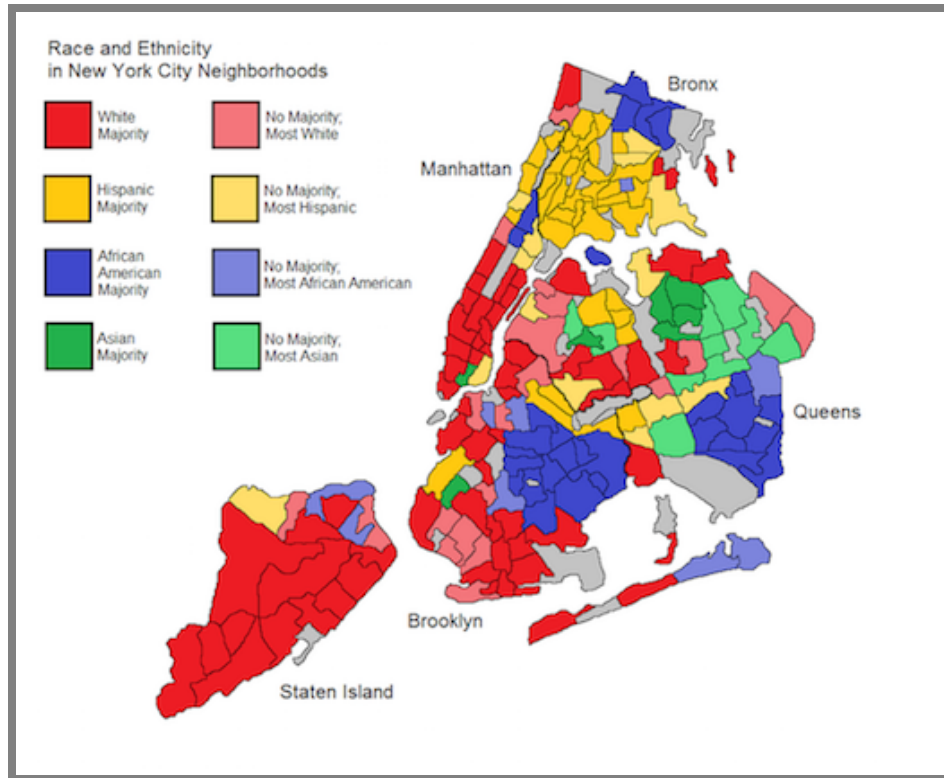 Race and Ethnicity
in New York City Neighborhoods
White
Majority
No Majority;
Most White
Hispanic
Majority
No Majority;
Most Hispanic
African
American
Majority
No Majority;
Most African American
Asian
Majority
No Majority;
Most Asian
Bronx
Manhattan
Queens
Brooklyn
Staten Island